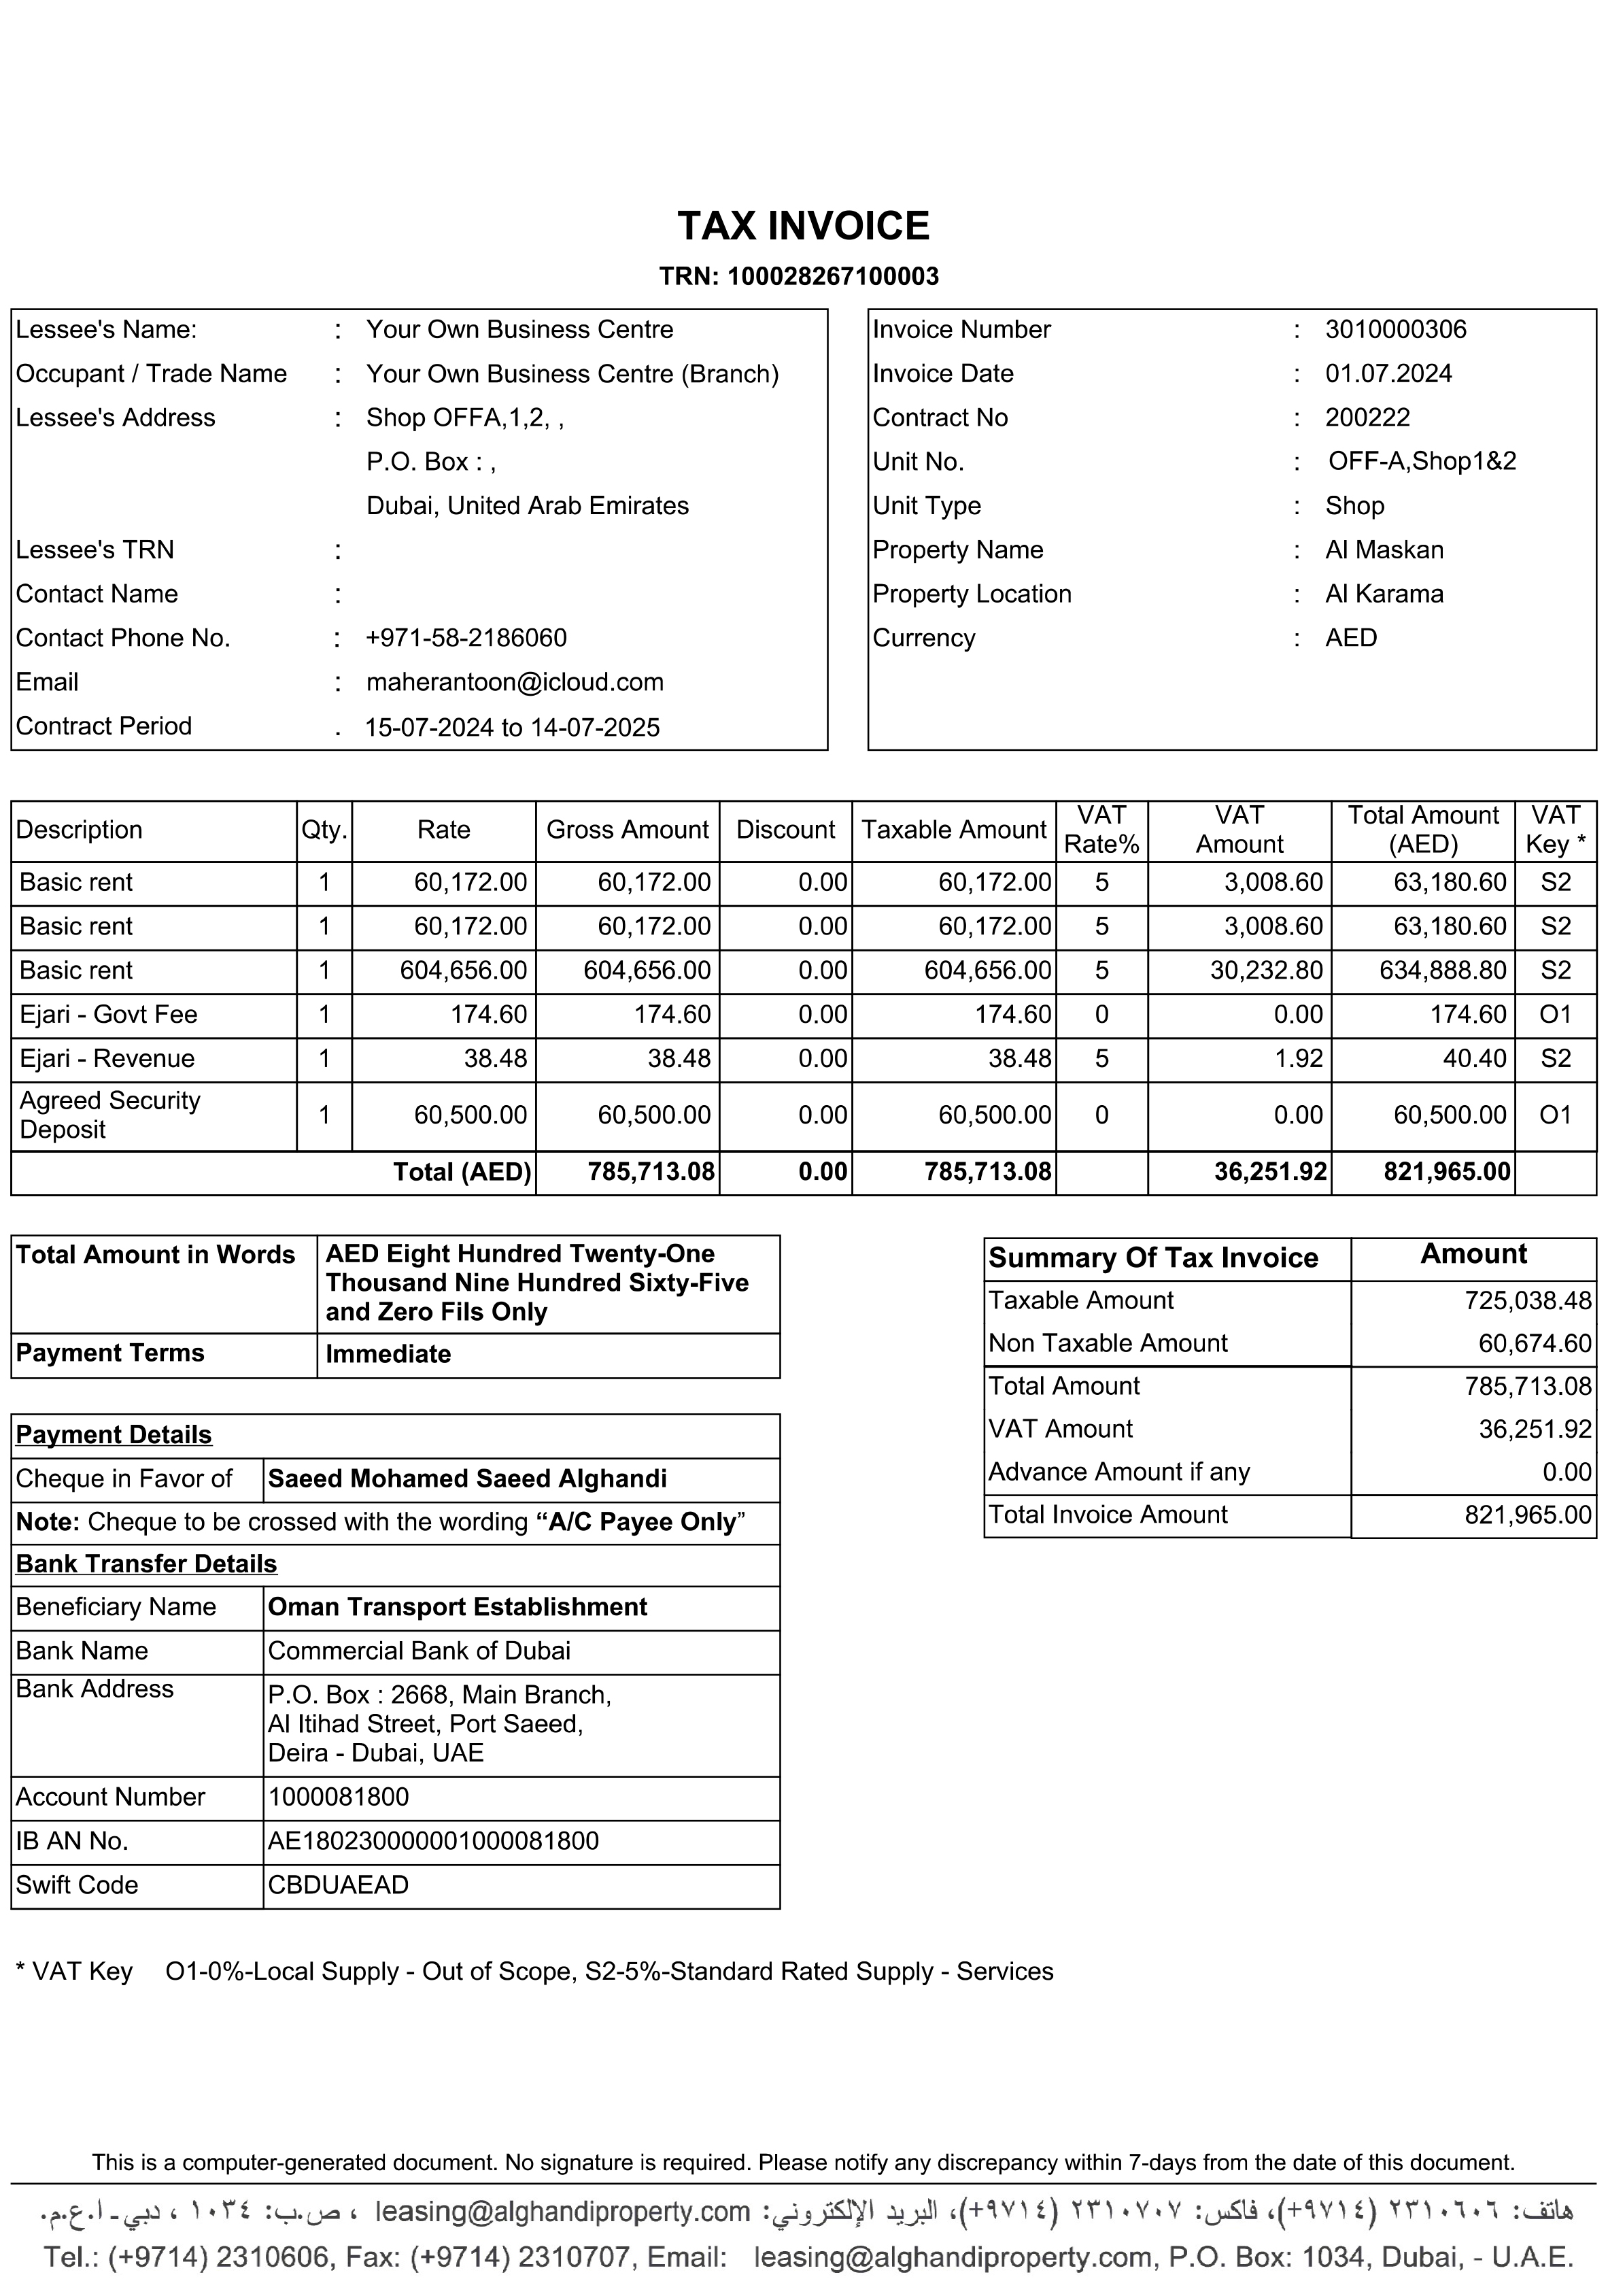 TAX INVOICE
TRN: 100028267100003
Lessee's Name: : Your Own Business Centre
Occupant / Trade Name : Your Own Business Centre (Branch)
Lessee's Address : Shop OFFA,1,2, ,
P.O. Box : ,
Dubai, United Arab Emirates
Lessee's TRN :
Contact Name :
Contact Phone No. : +971-58-2186060
Email : maherantoon@icloud.com
Contract Period . 15-07-2024 to 14-07-2025
Invoice Number : 3010000306
Invoice Date : 01.07.2024
Contract No : 200222
Unit No. : OFF-A,Shop1&2
Unit Type : Shop
Property Name : Al Maskan
Property Location : Al Karama
Currency : AED
Description Qty. Rate Gross Amount Discount Taxable Amount VAT Rate% VAT Amount Total Amount (AED) VAT Key *
Basic rent 1 60,172.00 60,172.00 0.00 60,172.00 5 3,008.60 63,180.60 S2
Basic rent 1 60,172.00 60,172.00 0.00 60,172.00 5 3,008.60 63,180.60 S2
Basic rent 1 604,656.00 604,656.00 0.00 604,656.00 5 30,232.80 634,888.80 S2
Ejari - Govt Fee 1 174.60 174.60 0.00 174.60 0 0.00 174.60 O1
Ejari - Revenue 1 38.48 38.48 0.00 38.48 5 1.92 40.40 S2
Agreed Security Deposit 1 60,500.00 60,500.00 0.00 60,500.00 0 0.00 60,500.00 O1
Total (AED) 785,713.08 0.00 785,713.08 36,251.92 821,965.00
Total Amount in Words AED Eight Hundred Twenty-One
Thousand Nine Hundred Sixty-Five
and Zero Fils Only
Payment Terms Immediate
Summary Of Tax Invoice Amount
Taxable Amount 725,038.48
Non Taxable Amount 60,674.60
Total Amount 785,713.08
VAT Amount 36,251.92
Advance Amount if any 0.00
Total Invoice Amount 821,965.00
Payment Details
Cheque in Favor of Saeed Mohamed Saeed Alghandi
Note: Cheque to be crossed with the wording “A/C Payee Only”
Bank Transfer Details
Beneficiary Name Oman Transport Establishment
Bank Name Commercial Bank of Dubai
Bank Address P.O. Box : 2668, Main Branch,
Al Itihad Street, Port Saeed,
Deira - Dubai, UAE
Account Number 1000081800
IB AN No. AE180230000001000081800
Swift Code CBDUAEAD
* VAT Key O1-0%-Local Supply - Out of Scope, S2-5%-Standard Rated Supply - Services
This is a computer-generated document. No signature is required. Please notify any discrepancy within 7-days from the date of this document.
هاتف: ٢٣١٠٦٠٦ (٩٧١٤+)، فاكس: ٢٣١٠٧٠٧ (٩٧١٤+)، البريد الإلكتروني: leasing@alghandiproperty.com ، ص.ب: ١٠٣٤ ، دبي - ا.ع.م.
Tel.: (+9714) 2310606, Fax: (+9714) 2310707, Email: leasing@alghandiproperty.com, P.O. Box: 1034, Dubai, - U.A.E.